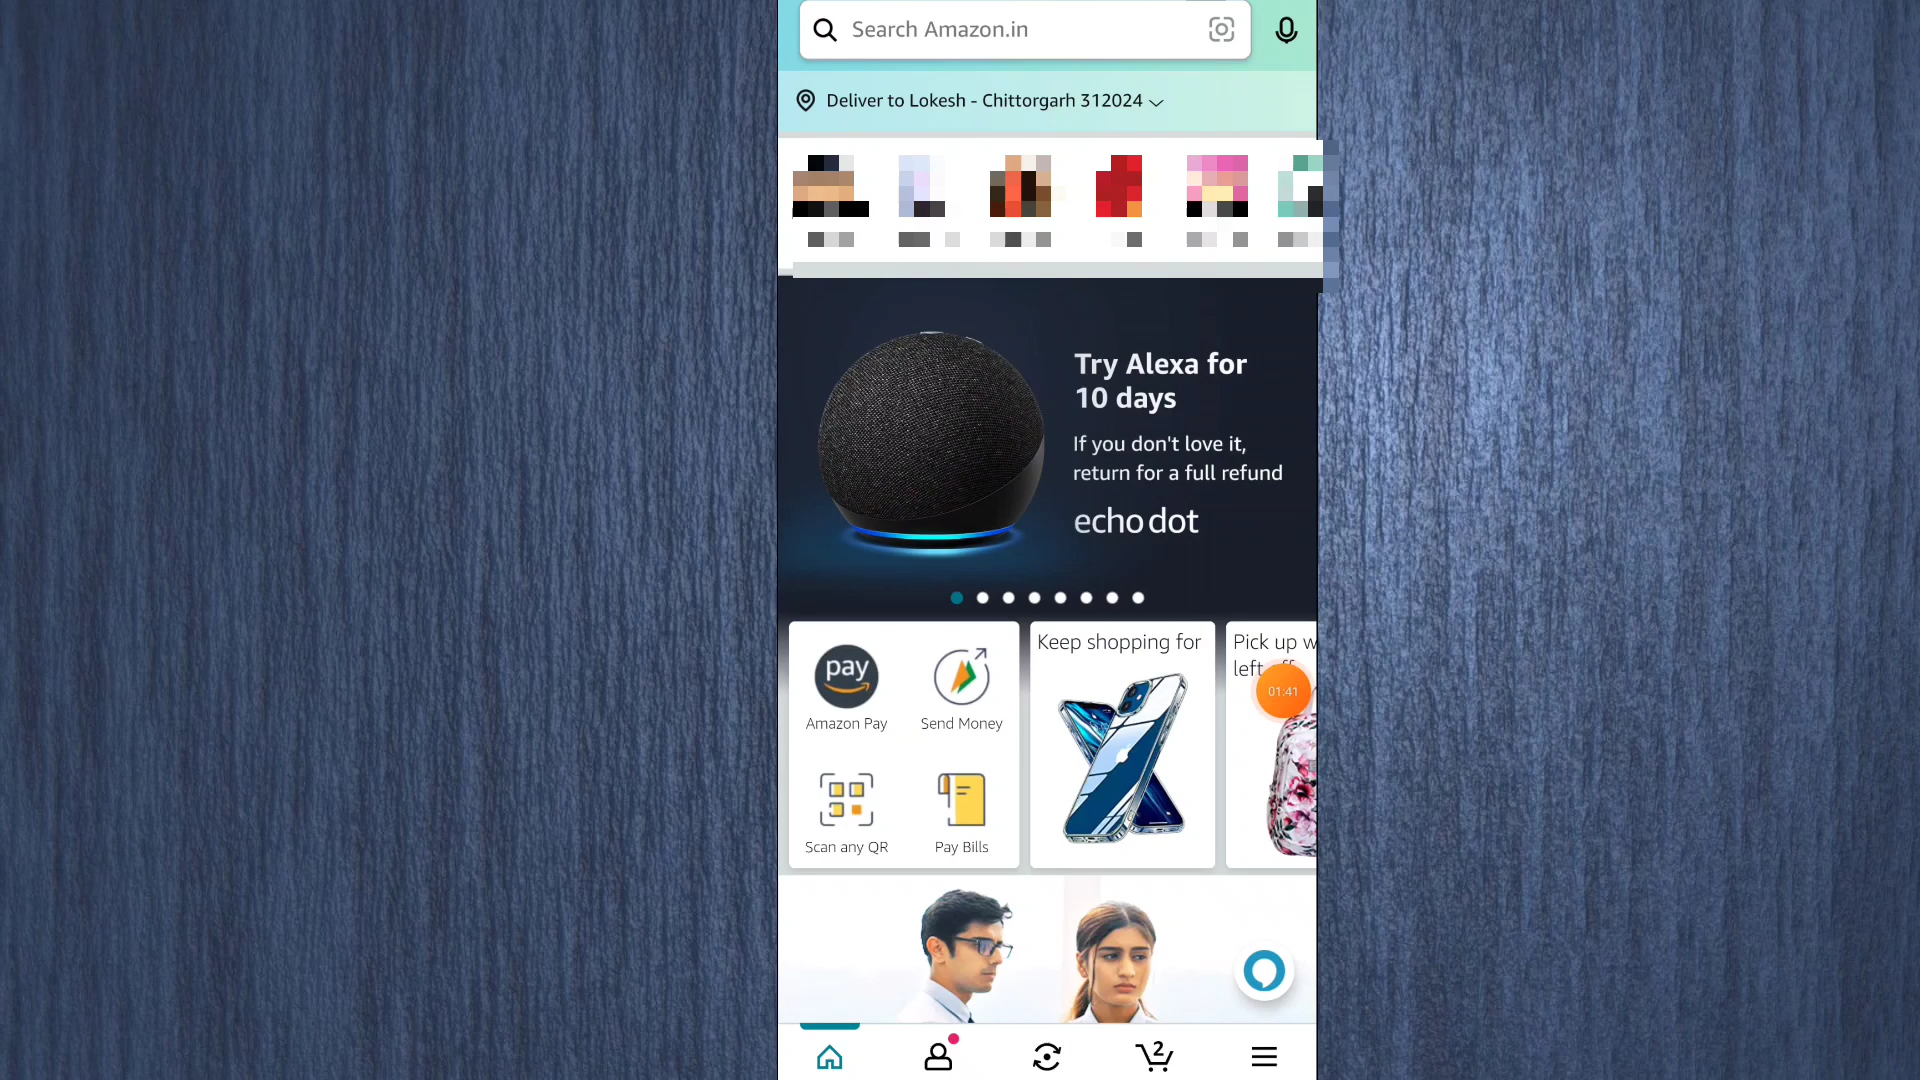 Search Amazon.in
Deliver to Lokesh - Chittorgarh 312024
Try Alexa for
10 days
If you don't love it,
return for a full refund
echo dot
pay
Amazon Pay
Send Money
Keep shopping for
Pick up
left
01:41
Scan any QR
Pay Bills
2